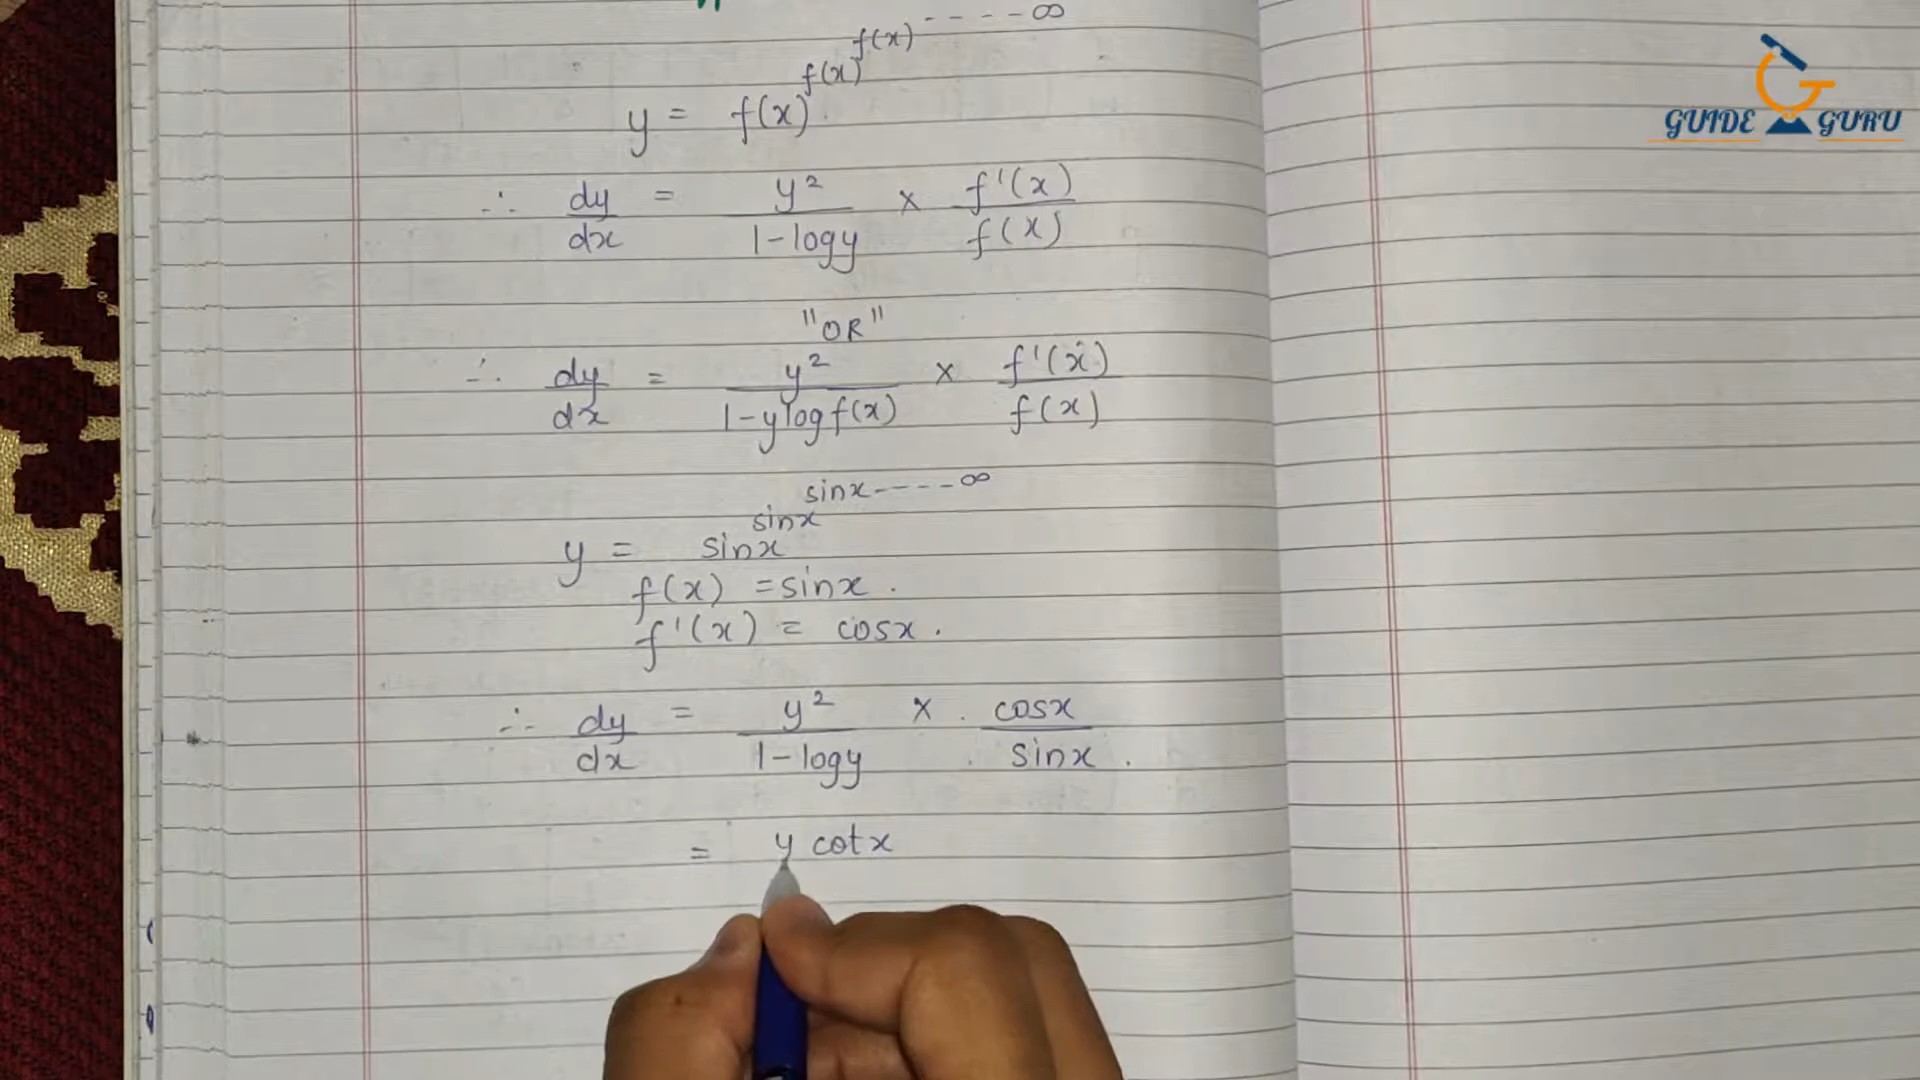 y = f(x)^f(x)^f(x)^----∞
GUIDE GURU
∴ dy/dx = y²/(1-logy) × f'(x)/f(x)
"OR"
∴ dy/dx = y²/(1-ylogf(x)) × f'(x)/f(x)
y = sinx^sinx^sinx----∞
f(x) = sinx.
f'(x) = cosx.
∴ dy/dx = y²/(1-logy) × cosx/sinx.
= y cotx